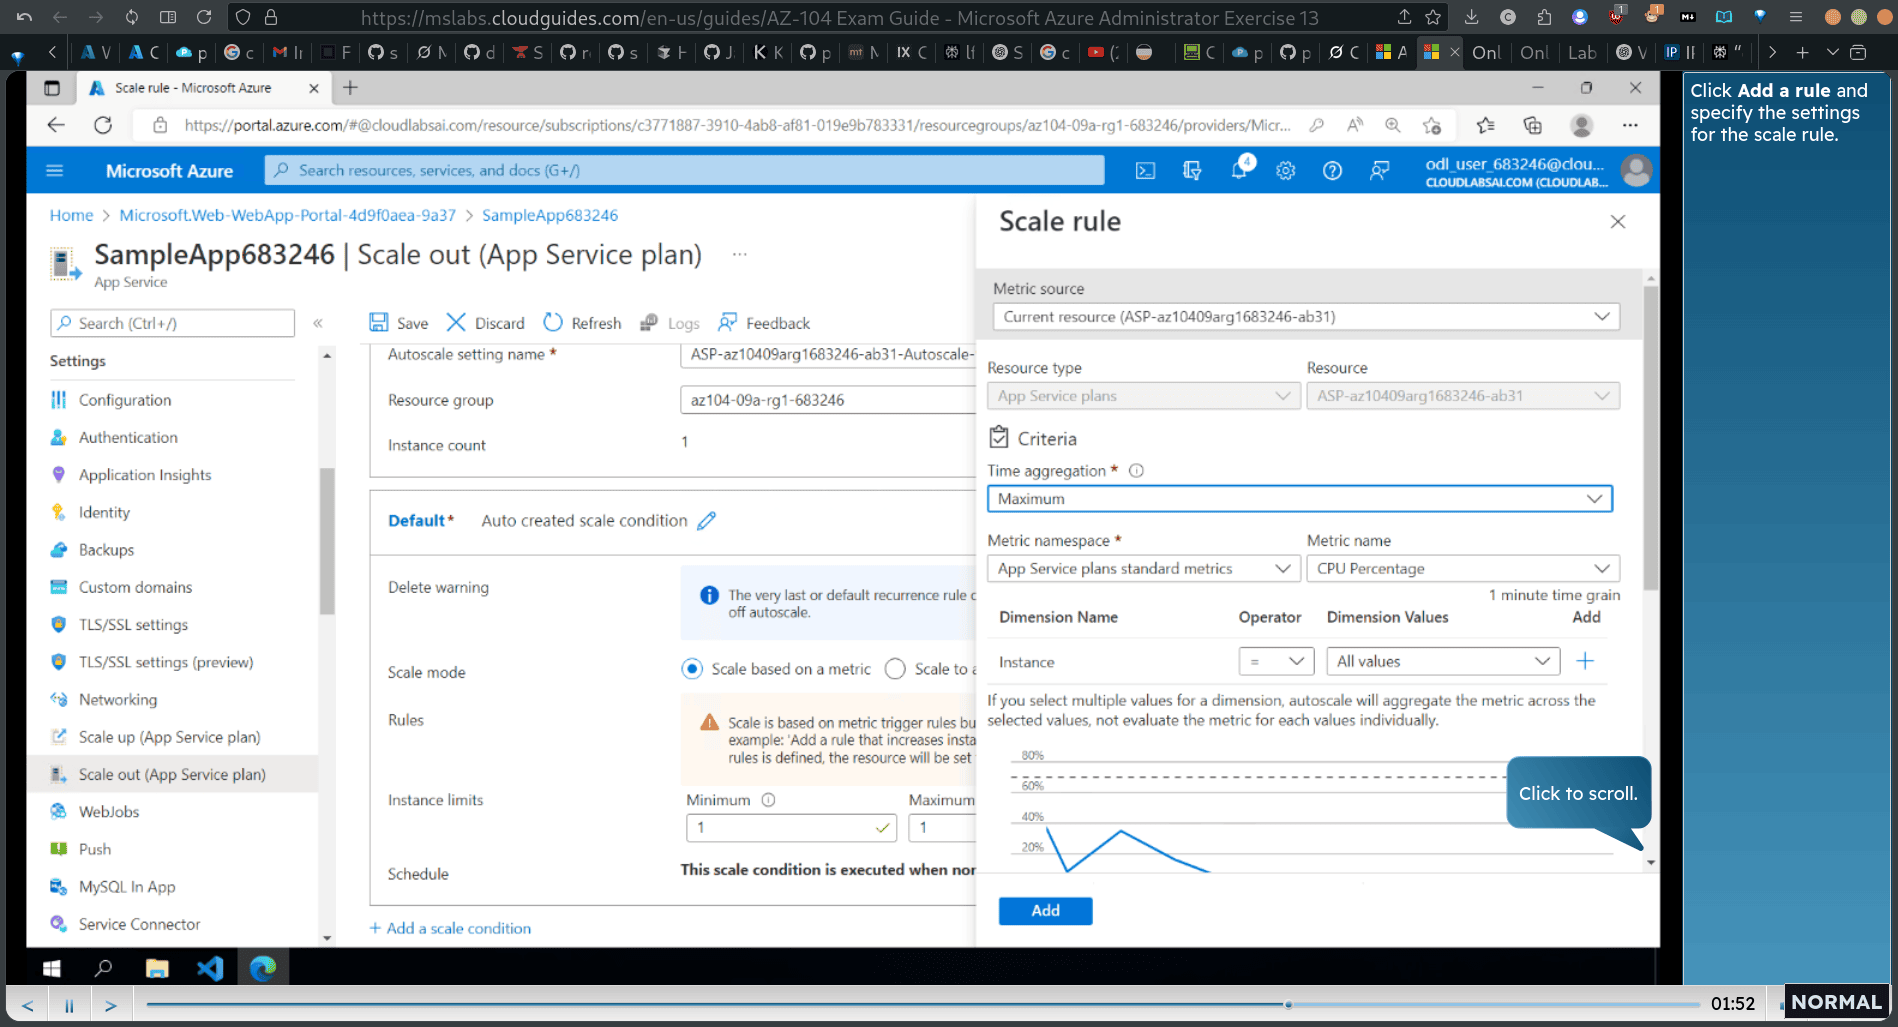 https://mslabs.cloudguides.com/en-us/guides/AZ-104 Exam Guide - Microsoft Azure Administrator Exercise 13
Scale rule - Microsoft Azure
https://portal.azure.com/#@cloudlabsai.com/resource/subscriptions/c3771887-3910-4ab8-af81-019e9b783331/resourcegroups/az104-09a-rg1-683246/providers/Micr...
Microsoft Azure
Search resources, services, and docs (G+/)
4
odl_user_683246@clou...
CLOUDLABSAI.COM (CLOUDLAB...
Home > Microsoft.Web-WebApp-Portal-4d9f0aea-9a37 > SampleApp683246
SampleApp683246 | Scale out (App Service plan) ...
App Service
Search (Ctrl+/)
«
Settings
Configuration
Authentication
Application Insights
Identity
Backups
Custom domains
TLS/SSL settings
TLS/SSL settings (preview)
Networking
Scale up (App Service plan)
Scale out (App Service plan)
WebJobs
Push
MySQL In App
Service Connector
Save Discard Refresh Logs Feedback
Autoscale setting name *
ASP-az10409arg1683246-ab31-Autoscale-
Resource group
az104-09a-rg1-683246
Instance count
1
Default* Auto created scale condition
Delete warning
The very last or default recurrence rule
off autoscale.
Scale mode
Scale based on a metric
Scale to
Rules
Scale is based on metric trigger rules bu
example: 'Add a rule that increases insta
rules is defined, the resource will be set
Instance limits
Minimum
1
Maximum
1
Schedule
This scale condition is executed when nor
+ Add a scale condition
Scale rule
Metric source
Current resource (ASP-az10409arg1683246-ab31)
Resource type
App Service plans
Resource
ASP-az10409arg1683246-ab31
Criteria
Time aggregation *
Maximum
Metric namespace *
App Service plans standard metrics
Metric name
CPU Percentage
1 minute time grain
Dimension Name Operator Dimension Values Add
Instance = All values +
If you select multiple values for a dimension, autoscale will aggregate the metric across the
selected values, not evaluate the metric for each values individually.
80%
60%
40%
20%
Click to scroll.
Add
Click Add a rule and
specify the settings
for the scale rule.
01:52
NORMAL